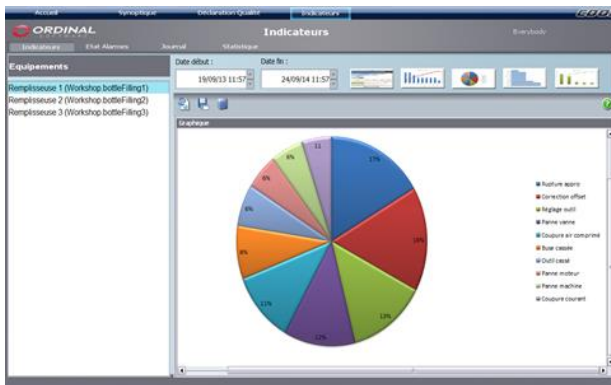 Accueil Synoptique Déclaration Qualité Indicateurs
ORDINAL
SOFTWARE
Indicateurs
Everybody
Indicateurs Etat Alarmes Journal Statistique
Equipements
Remplisseuse 1 (Workshop.bottleFilling1)
Remplisseuse 2 (Workshop.bottleFilling2)
Remplisseuse 3 (Workshop.bottleFilling3)
Date début : Date fin :
19/09/13 11:57 24/09/14 11:57
Graphique
17%
13%
12%
11%
8%
6%
6%
6%
11
Rupture appro
Correction offset
Réglage outil
Panne vanne
Coupure air comprimé
Buse cassée
Outil cassé
Panne moteur
Panne machine
Coupure courant